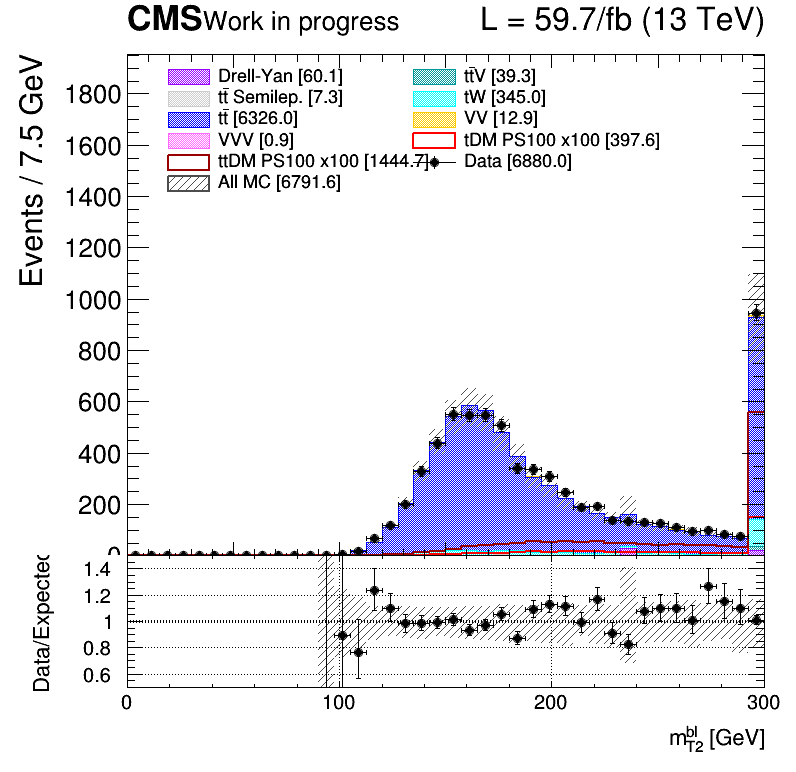 CMS Work in progress L = 59.7/fb (13 TeV)
Events / 7.5 GeV
Drell-Yan [60.1] tt̄V [39.3]
tt̄ Semilep. [7.3] tW [345.0]
tt̄ [6326.0] VV [12.9]
VVV [0.9] tDM PS100 x100 [397.6]
ttDM PS100 x100 [1444.7] Data [6880.0]
All MC [6791.6]
1800
1600
1400
1200
1000
800
600
400
200
0
Data/Expected
1.4
1.2
1
0.8
0.6
0 100 200 300
m_T2^bl [GeV]